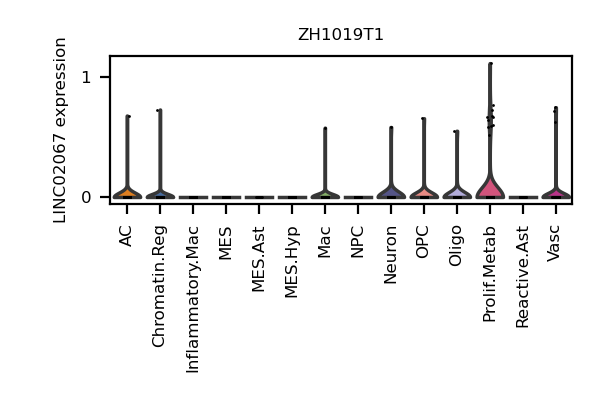 ZH1019T1
LINC02067 expression
1
0
AC
Chromatin.Reg
Inflammatory.Mac
MES
MES.Ast
MES.Hyp
Mac
NPC
Neuron
OPC
Oligo
Prolif.Metab
Reactive.Ast
Vasc